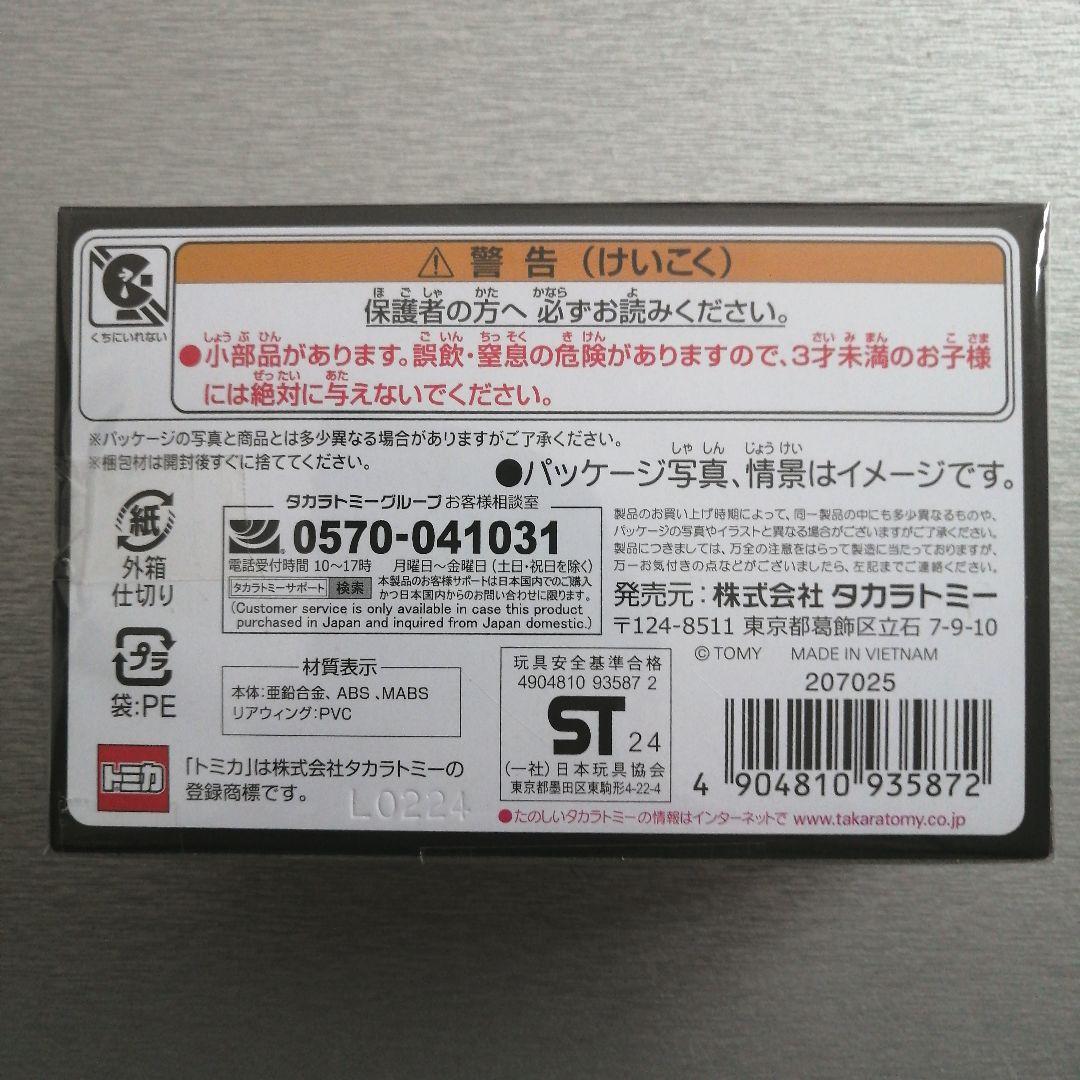 ⚠ 警告 (けいこく)
くちにいれない
保護者の方へ 必ずお読みください。
ほごしゃ かた かなら よ
●小部品があります。誤飲・窒息の危険がありますので、3才未満のお子様
しょうぶひん ごいん ちっそく きけん さいみまん こさま
には絶対に与えないでください。
ぜったい あた
※パッケージの写真と商品とは多少異なる場合がありますがご了承ください。
※梱包材は開封後すぐに捨ててください。
●パッケージ写真、情景はイメージです。
しゃしん じょうけい
紙
外箱
仕切り
プラ
袋:PE
タカラトミーグループ お客様相談室
0570-041031
電話受付時間 10〜17時 月曜日〜金曜日(土日・祝日を除く)
タカラトミーサポート 検索
本製品のお客様サポートは日本国内でのご購入
かつ日本国内からのお問い合わせに限ります。
(Customer service is only available in case this product
purchased in Japan and inquired from Japan domestic.)
製品のお買い上げ時期によって、同一製品の中にも多少異なるものや、
パッケージの写真やイラストと異なる場合がございますがご了承ください。
製品につきましては、万全の注意をはらって製造に当たっておりますが、
万一お気付きの点などがございましたら、左記までご連絡ください。
発売元:株式会社 タカラトミー
〒124-8511 東京都葛飾区立石 7-9-10
©TOMY MADE IN VIETNAM
207025
材質表示
本体:亜鉛合金、ABS、MABS
リアウィング:PVC
玩具安全基準合格
4904810 93587 2
ST 24
(一社)日本玩具協会
東京都墨田区東駒形4-22-4
トミカ
「トミカ」は株式会社タカラトミーの
登録商標です。
L0224
4 904810 935872
●たのしいタカラトミーの情報はインターネットで www.takaratomy.co.jp